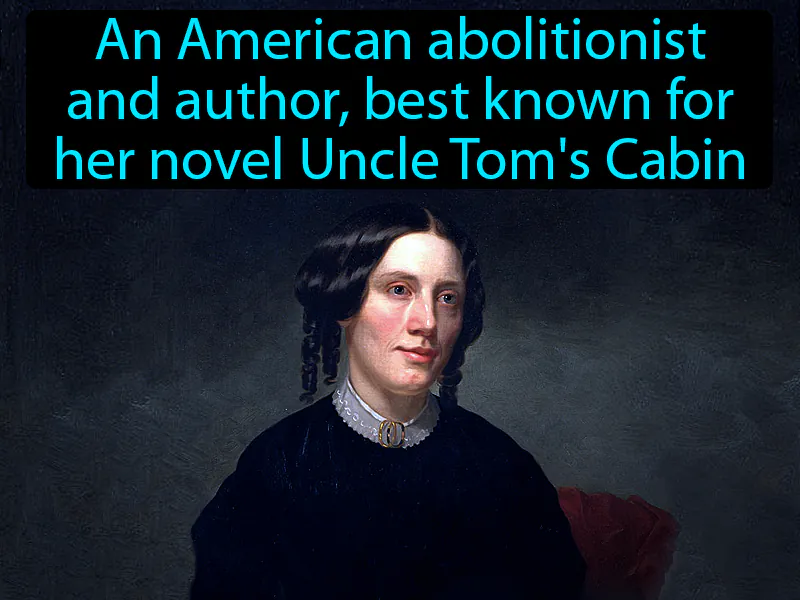 An American abolitionist
and author, best known for
her novel Uncle Tom's Cabin